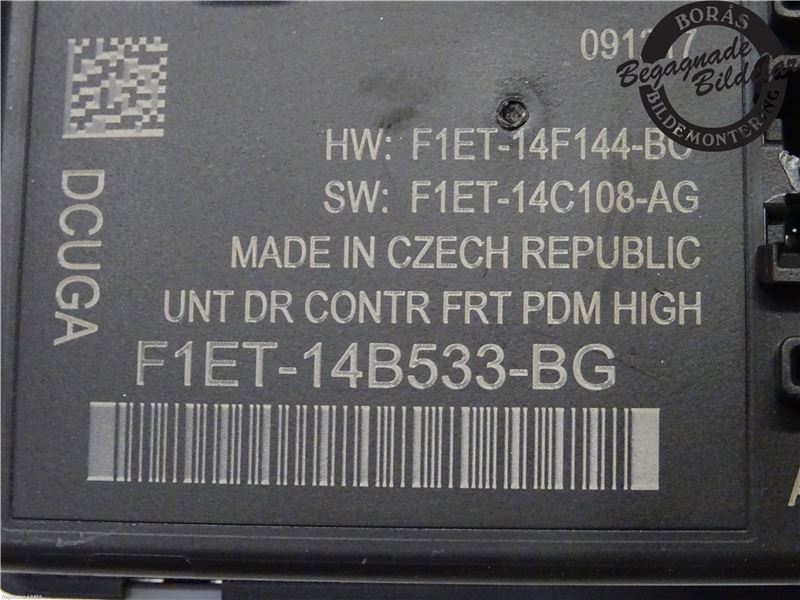 BORÅS
Begagnade
BILDEMONTERING
HW: F1ET-14F144-BC
SW: F1ET-14C108-AG
MADE IN CZECH REPUBLIC
UNT DR CONTR FRT PDM HIGH
F1ET-14B533-BG
DCUGA